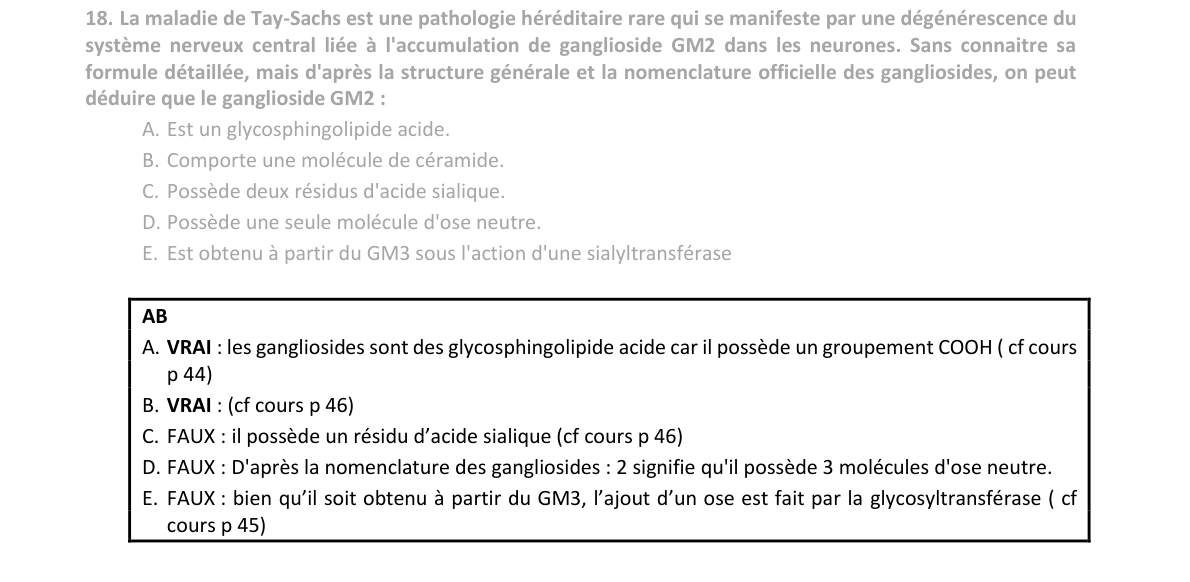 18. La maladie de Tay-Sachs est une pathologie héréditaire rare qui se manifeste par une dégénérescence du
système nerveux central liée à l'accumulation de ganglioside GM2 dans les neurones. Sans connaitre sa
formule détaillée, mais d'après la structure générale et la nomenclature officielle des gangliosides, on peut
déduire que le ganglioside GM2 :
A. Est un glycosphingolipide acide.
B. Comporte une molécule de céramide.
C. Possède deux résidus d'acide sialique.
D. Possède une seule molécule d'ose neutre.
E. Est obtenu à partir du GM3 sous l'action d'une sialyltransférase
AB
A. VRAI : les gangliosides sont des glycosphingolipide acide car il possède un groupement COOH ( cf cours
p 44)
B. VRAI : (cf cours p 46)
C. FAUX : il possède un résidu d’acide sialique (cf cours p 46)
D. FAUX : D'après la nomenclature des gangliosides : 2 signifie qu'il possède 3 molécules d'ose neutre.
E. FAUX : bien qu’il soit obtenu à partir du GM3, l’ajout d’un ose est fait par la glycosyltransférase ( cf
cours p 45)